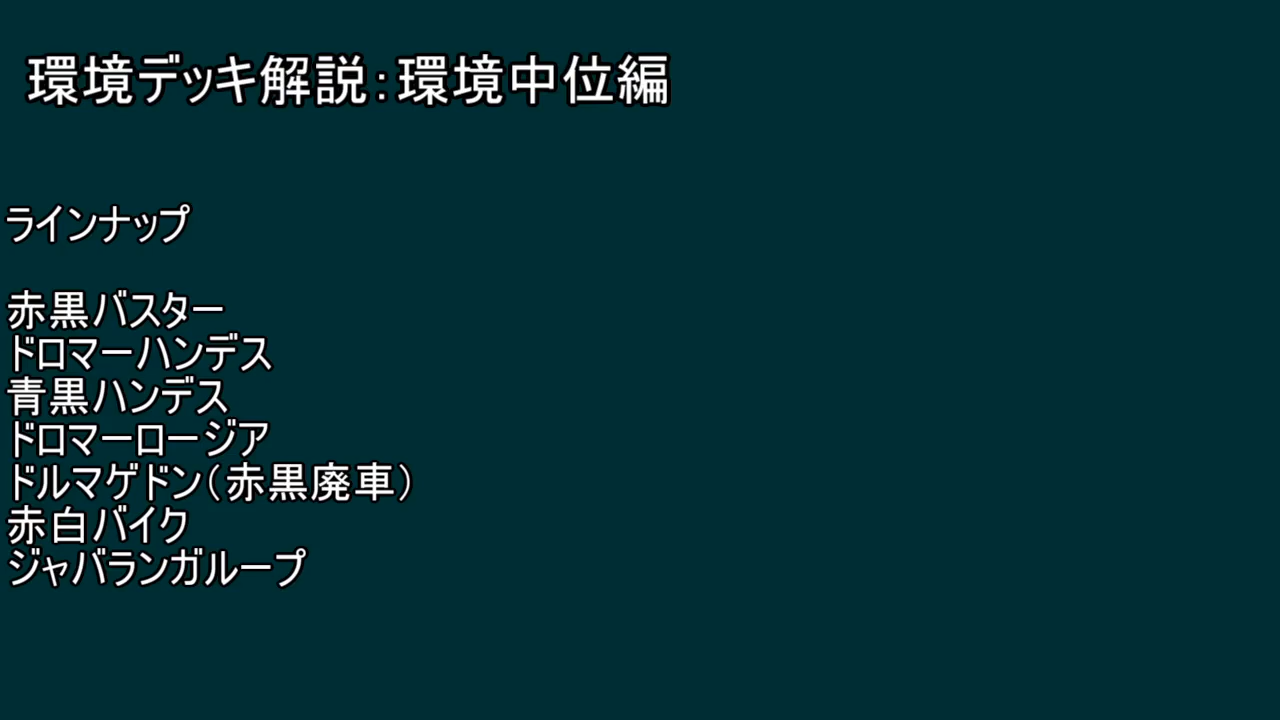 環境デッキ解説：環境中位編
ラインナップ
赤黒バスター
ドロマーハンデス
青黒ハンデス
ドロマーロージア
ドルマゲドン（赤黒廃車）
赤白バイク
ジャバランガループ